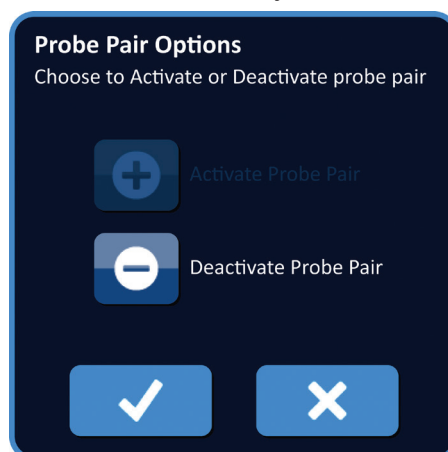 Probe Pair Options
Choose to Activate or Deactivate probe pair
Activate Probe Pair
Deactivate Probe Pair